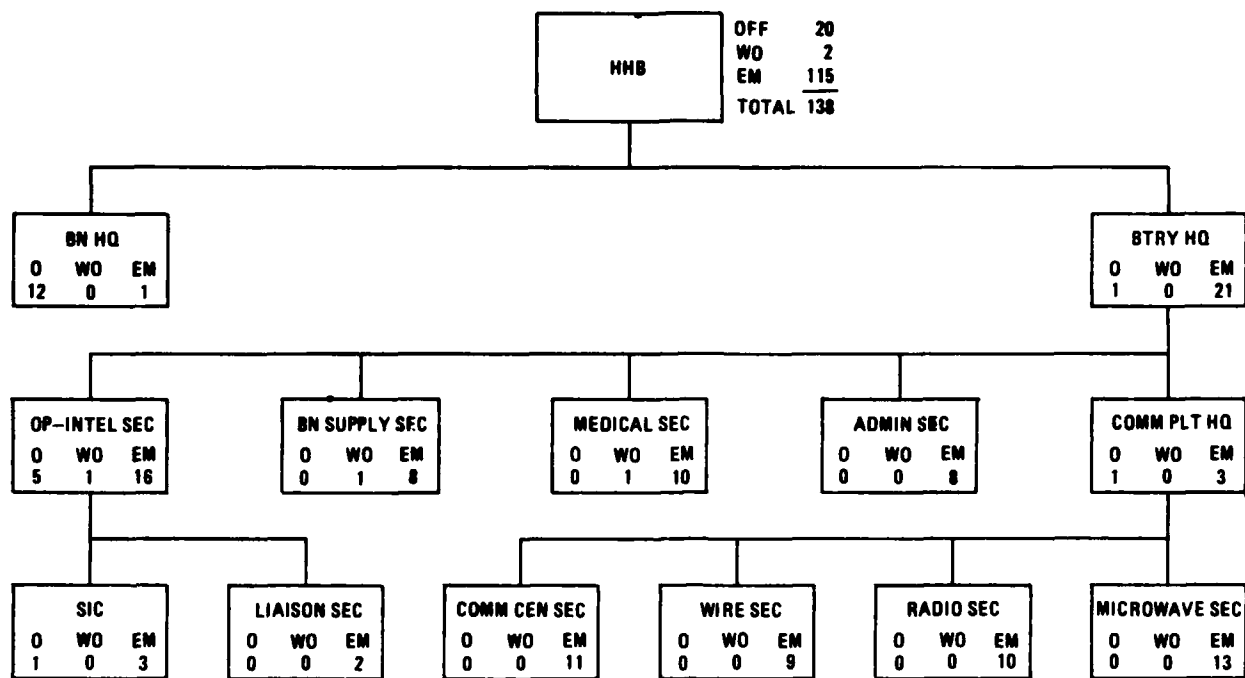 HHB
OFF 20
WO 2
EM 115
TOTAL 138
BN HQ
O WO EM
12 0 1
BTRY HQ
O WO EM
1 0 21
OP-INTEL SEC
O WO EM
5 1 16
BN SUPPLY SEC
O WO EM
0 1 8
MEDICAL SEC
O WO EM
0 1 10
ADMIN SEC
O WO EM
0 0 8
COMM PLT HQ
O WO EM
1 0 3
SIC
O WO EM
1 0 3
LIAISON SEC
O WO EM
0 0 2
COMM CEN SEC
O WO EM
0 0 11
WIRE SEC
O WO EM
0 0 9
RADIO SEC
O WO EM
0 0 10
MICROWAVE SEC
O WO EM
0 0 13